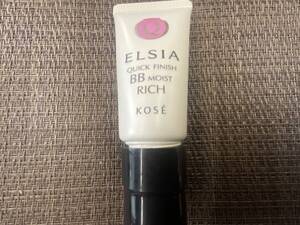 ELSIA
QUICK FINISH
BB MOIST
RICH
KOSÉ